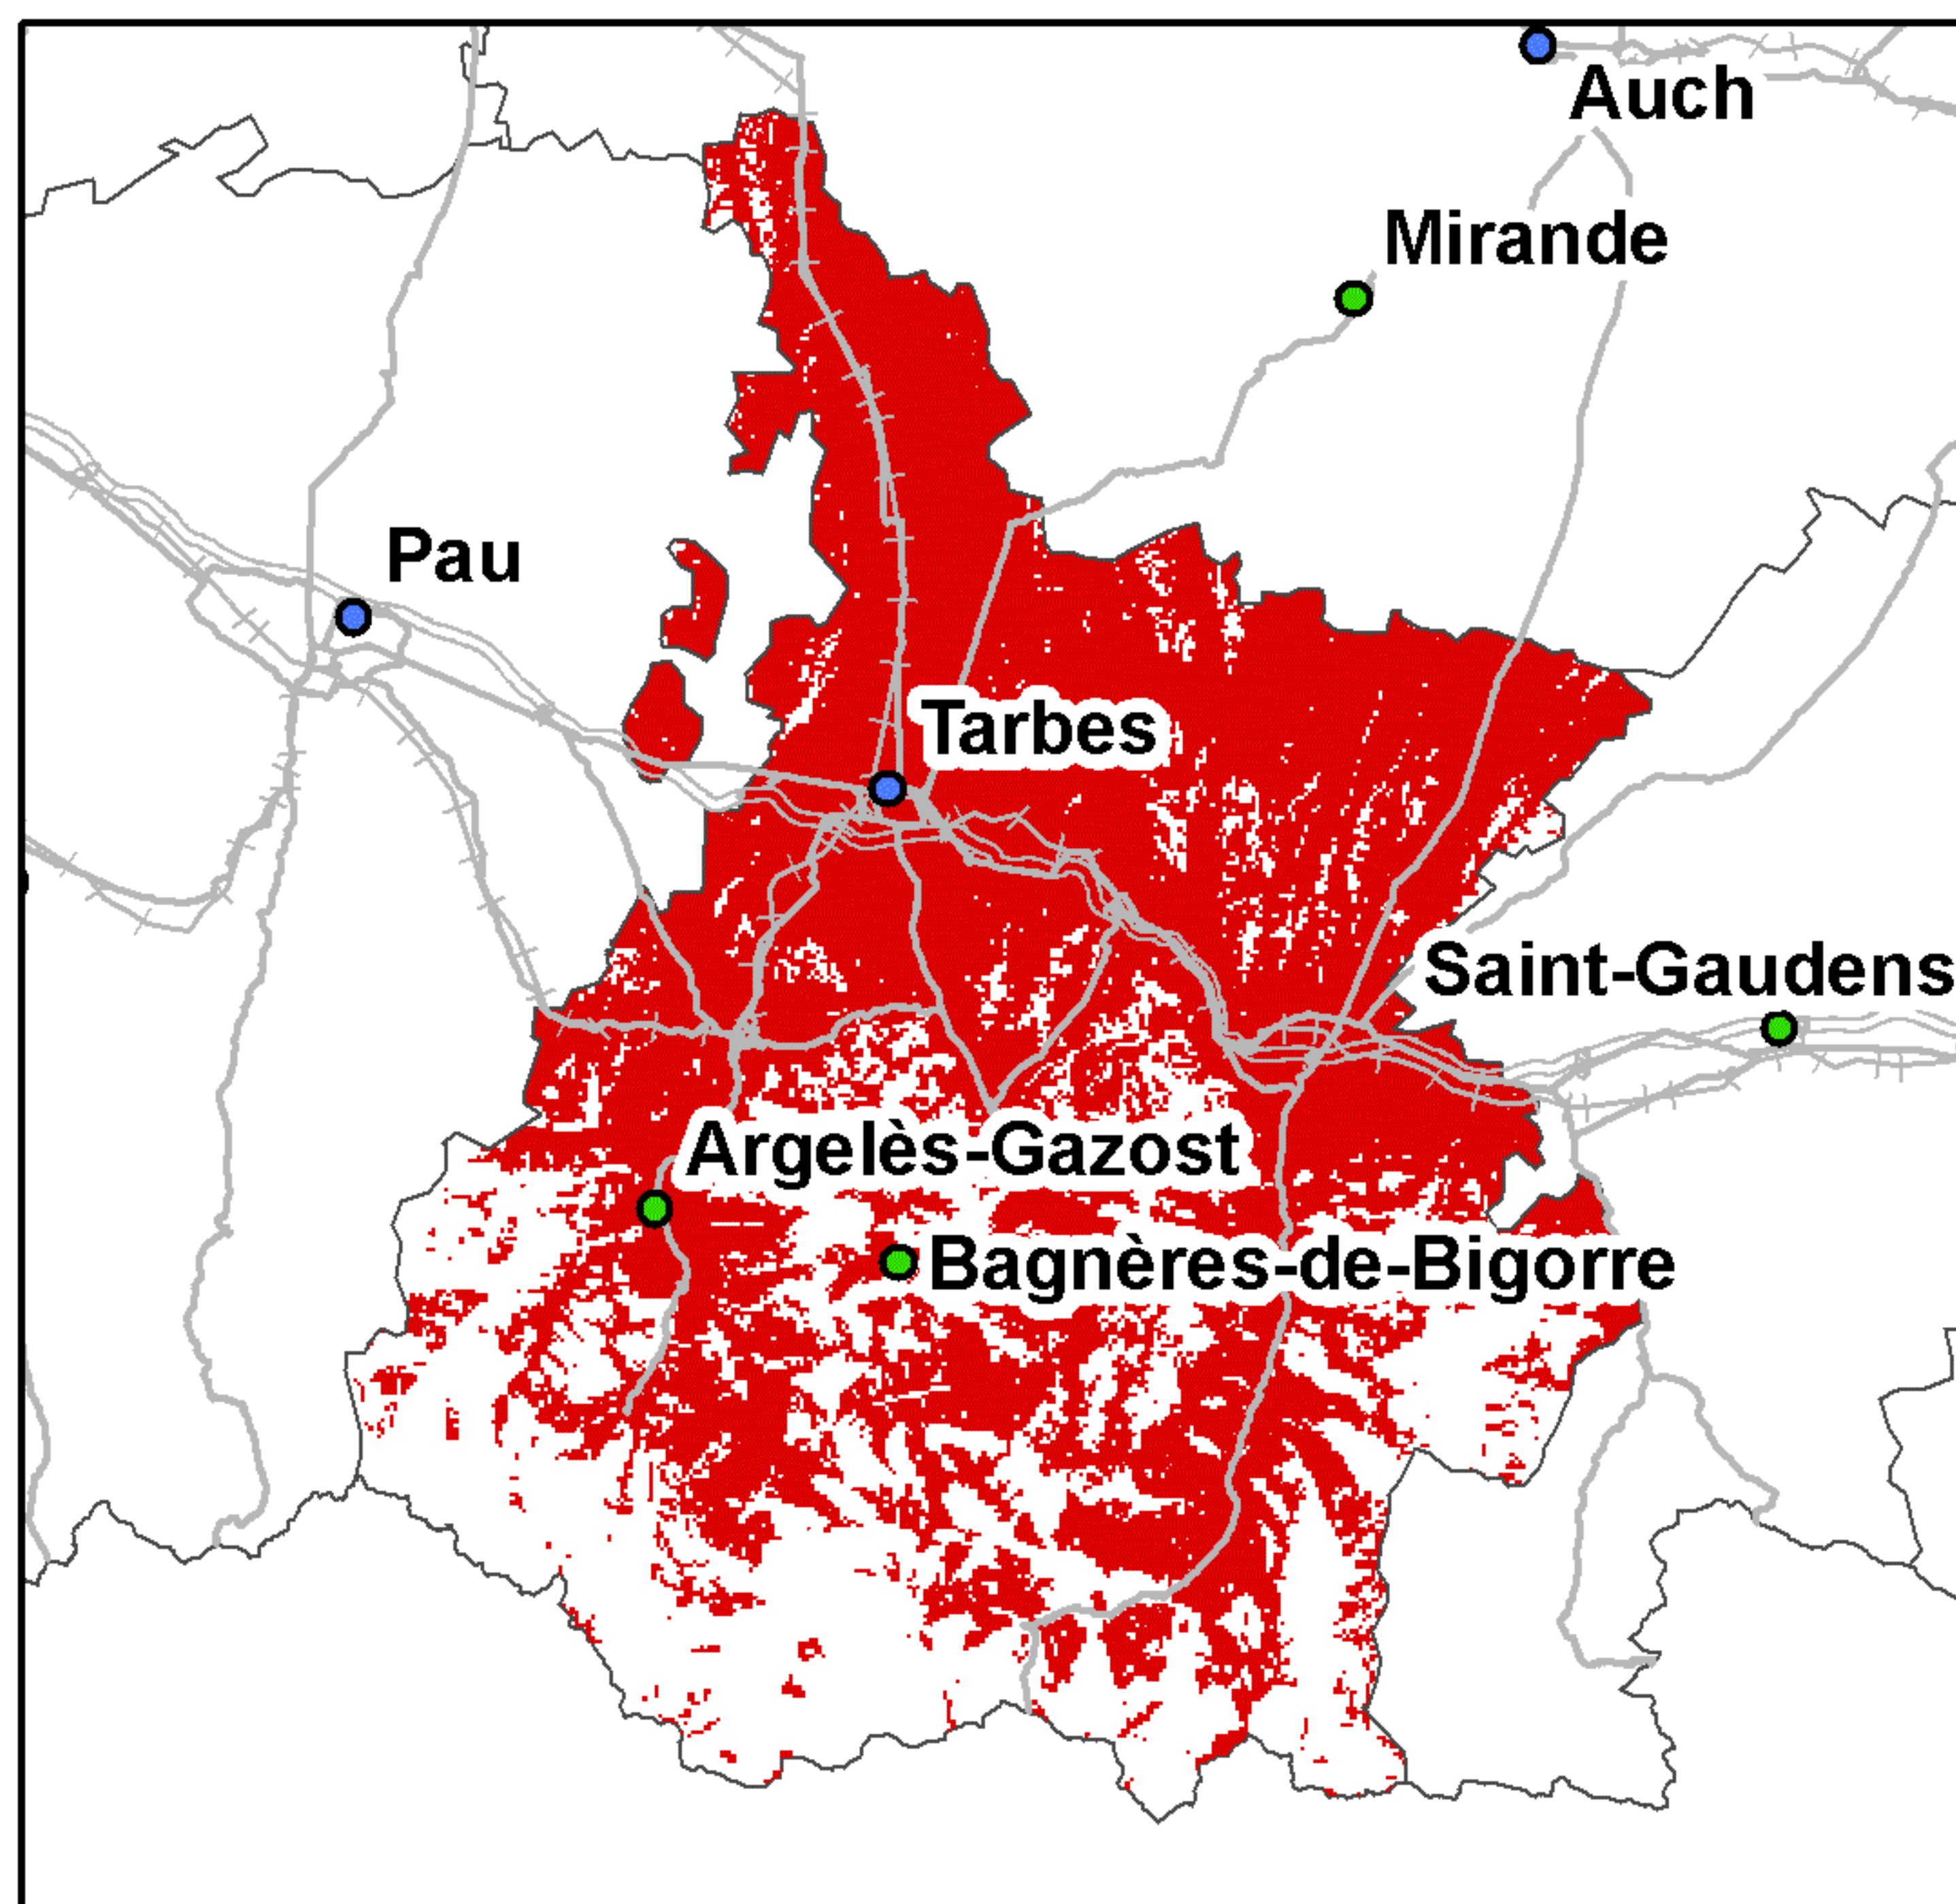 Auch
Mirande
Pau
Tarbes
Saint-Gaudens
Argelès-Gazost
Bagnères-de-Bigorre